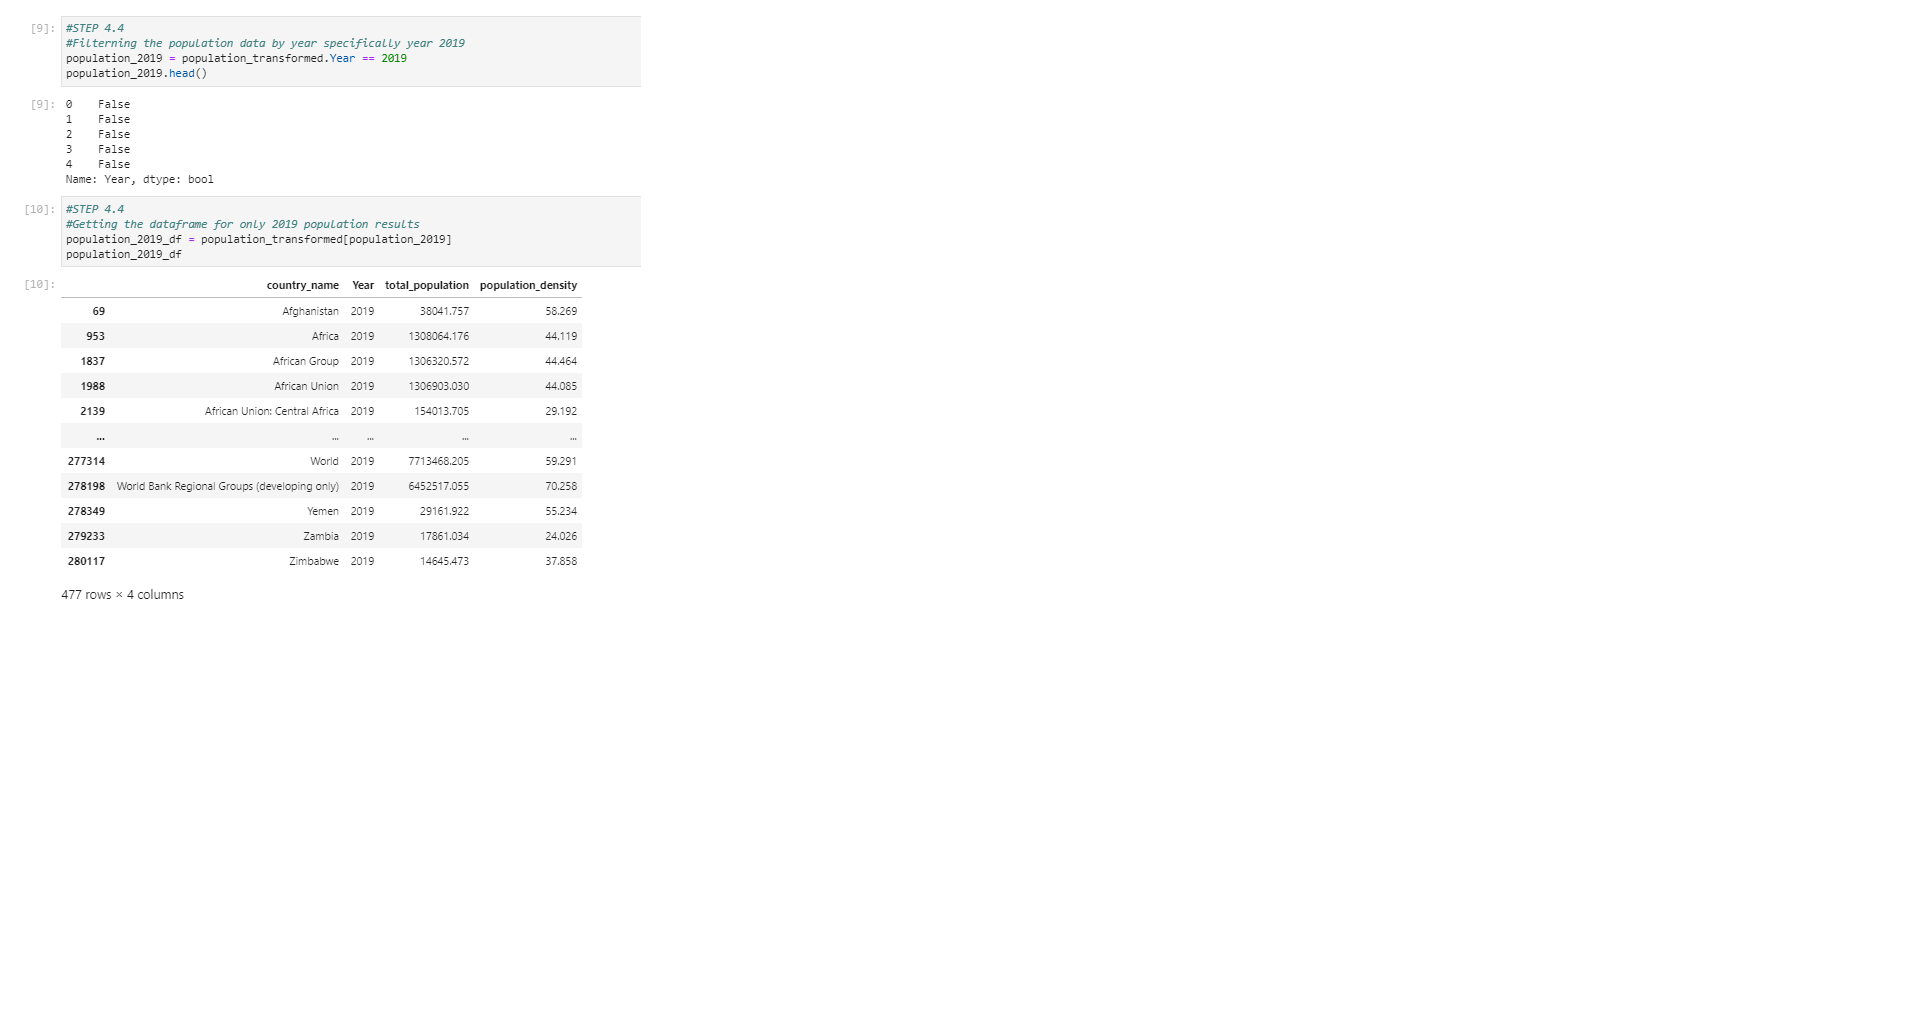 [9]: #STEP 4.4
#Filterning the population data by year specifically year 2019
population_2019 = population_transformed.Year == 2019
population_2019.head()
[9]: 0 False
1 False
2 False
3 False
4 False
Name: Year, dtype: bool
[10]: #STEP 4.4
#Getting the dataframe for only 2019 population results
population_2019_df = population_transformed[population_2019]
population_2019_df
[10]: country_name Year total_population population_density
69 Afghanistan 2019 38041.757 58.269
953 Africa 2019 1308064.176 44.119
1837 African Group 2019 1306320.572 44.464
1988 African Union 2019 1306903.030 44.085
2139 African Union: Central Africa 2019 154013.705 29.192
... ... ... ... ...
277314 World 2019 7713468.205 59.291
278198 World Bank Regional Groups (developing only) 2019 6452517.055 70.258
278349 Yemen 2019 29161.922 55.234
279233 Zambia 2019 17861.034 24.026
280117 Zimbabwe 2019 14645.473 37.858
477 rows × 4 columns